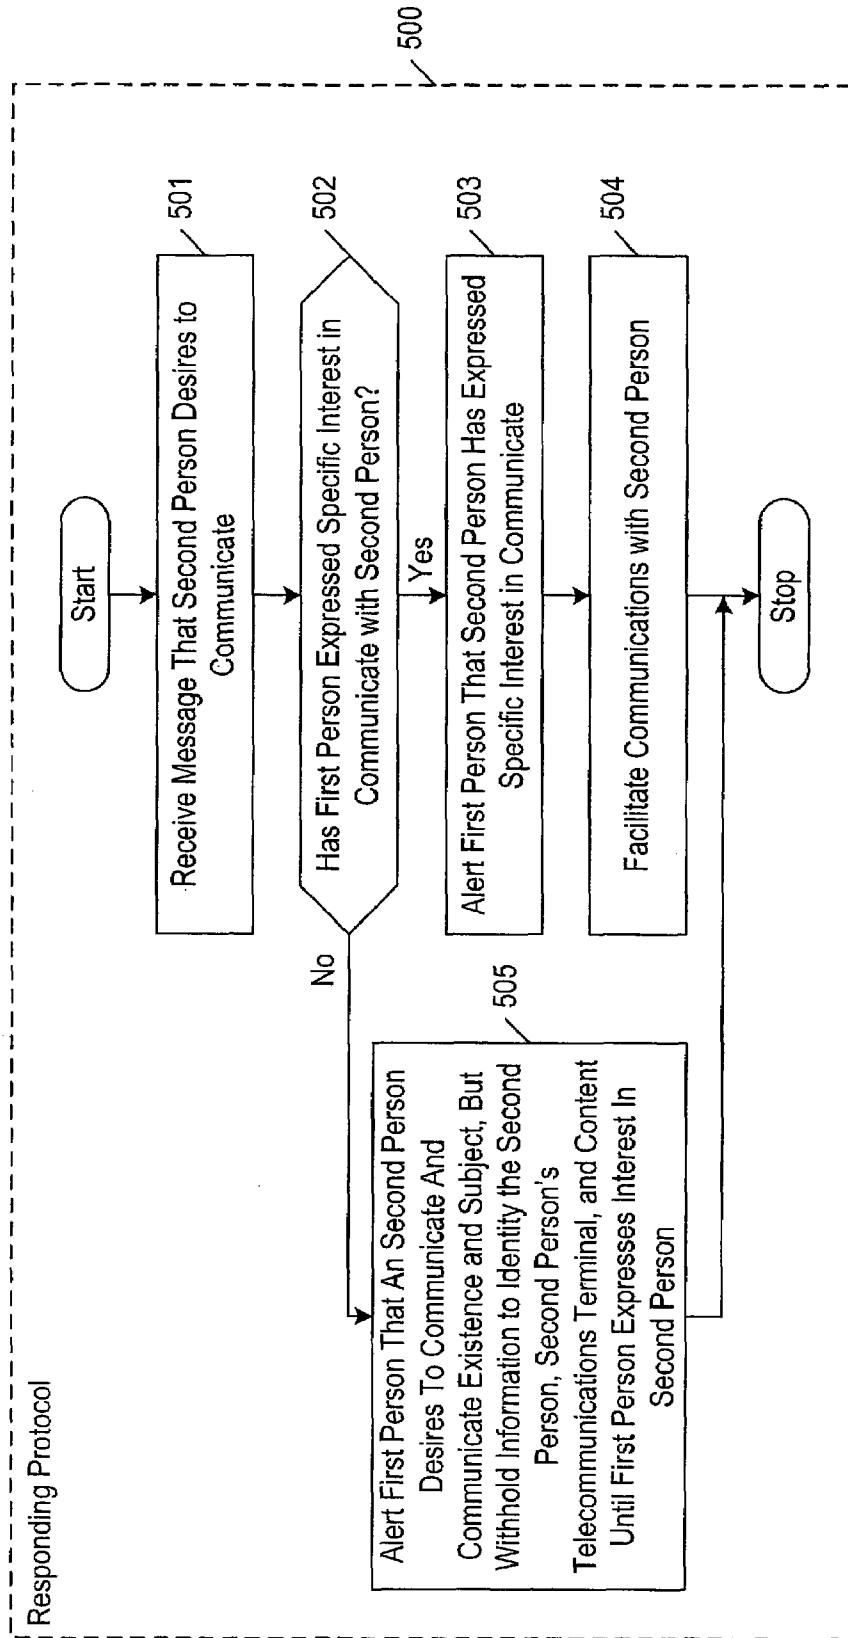 Responding Protocol
500
Start
501
Receive Message That Second Person Desires to
Communicate
502
Has First Person Expressed Specific Interest in
Communicate with Second Person?
Yes
No
503
Alert First Person That Second Person Has Expressed
Specific Interest in Communicate
504
Facilitate Communications with Second Person
505
Alert First Person That An Second Person
Desires To Communicate And
Communicate Existence and Subject, But
Withhold Information to Identity the Second
Person, Second Person's
Telecommunications Terminal, and Content
Until First Person Expresses Interest In
Second Person
Stop